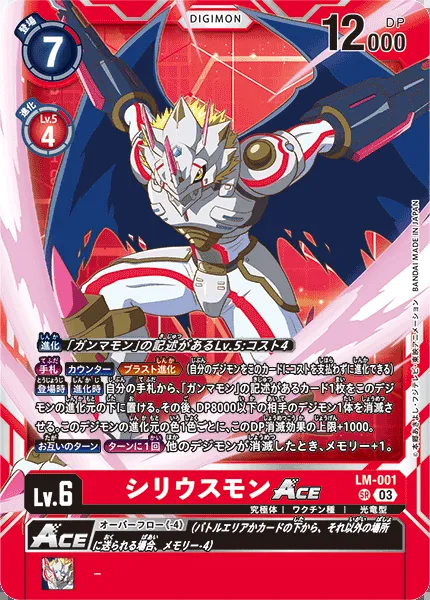 登場
7
DIGIMON
12000
DP
進化
Lv.5
4
進化 「ガンマモン」の記述があるLv.5:コスト4
手札 カウンター ブラスト進化 (自分のデジモンをこのカードにコストを支払わずに進化できる)
登場時 進化時 自分の手札から、「ガンマモン」の記述があるカード1枚をこのデジ
モンの進化元の下に置ける。その後、DP8000以下の相手のデジモン1体を消滅さ
せる。このデジモンの進化元の色1色ごとに、このDP消滅効果の上限+1000。
お互いのターン ターンに1回 他のデジモンが消滅したとき、メモリー+1。
©本郷あきよし・フジテレビ・東映アニメーション BANDAI MADE IN JAPAN
Lv.6
シリウスモン ACE
LM-001
SR 03
究極体 ワクチン種 光竜型
ACE
オーバーフロー《-4》 (バトルエリアかカードの下から、それ以外の場所
に送られる場合、メモリー-4)
-